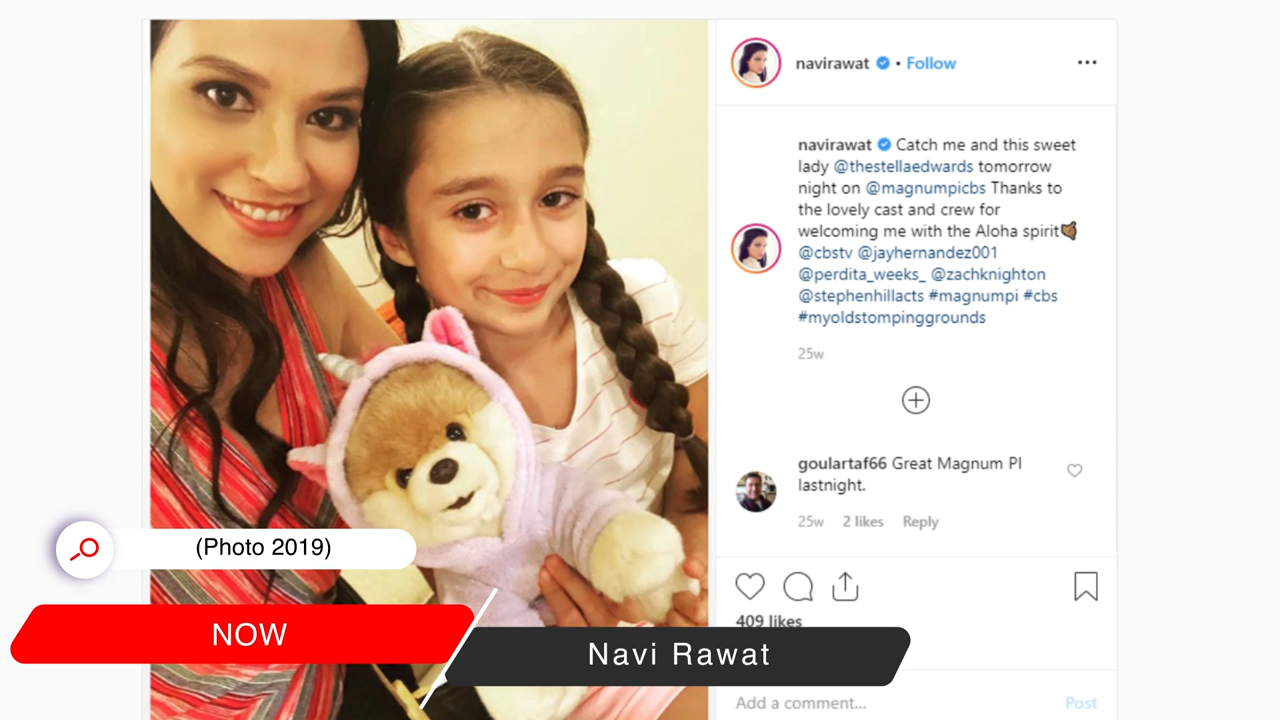 navirawat • Follow
navirawat Catch me and this sweet
lady @thestellaedwards tomorrow
night on @magnumpicbs Thanks to
the lovely cast and crew for
welcoming me with the Aloha spirit
@cbstv @jayhernandez001
@perdita_weeks_ @zachknighton
@stephenhillacts #magnumpi #cbs
#myoldstompinggrounds
25w
goulartaf66 Great Magnum PI
lastnight.
25w 2 likes Reply
409 likes
Add a comment... Post
(Photo 2019)
NOW
Navi Rawat